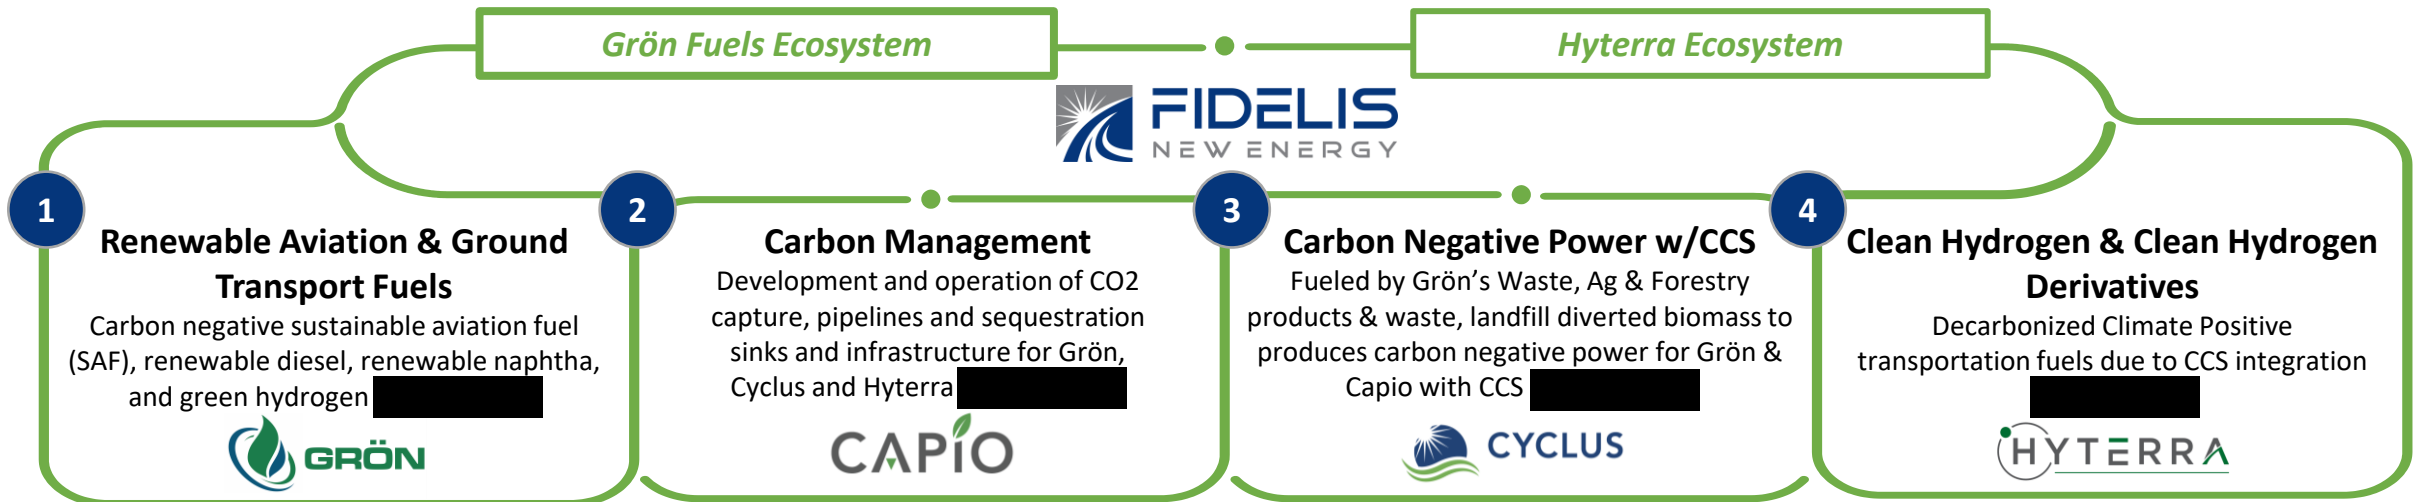 Grön Fuels Ecosystem
Hyterra Ecosystem
FIDELIS
NEW ENERGY
1
Renewable Aviation & Ground
Transport Fuels
Carbon negative sustainable aviation fuel
(SAF), renewable diesel, renewable naphtha,
and green hydrogen
GRÖN
2
Carbon Management
Development and operation of CO2
capture, pipelines and sequestration
sinks and infrastructure for Grön,
Cyclus and Hyterra
CAPIO
3
Carbon Negative Power w/CCS
Fueled by Grön’s Waste, Ag & Forestry
products & waste, landfill diverted biomass to
produces carbon negative power for Grön &
Capio with CCS
CYCLUS
4
Clean Hydrogen & Clean Hydrogen
Derivatives
Decarbonized Climate Positive
transportation fuels due to CCS integration
HYTERRA